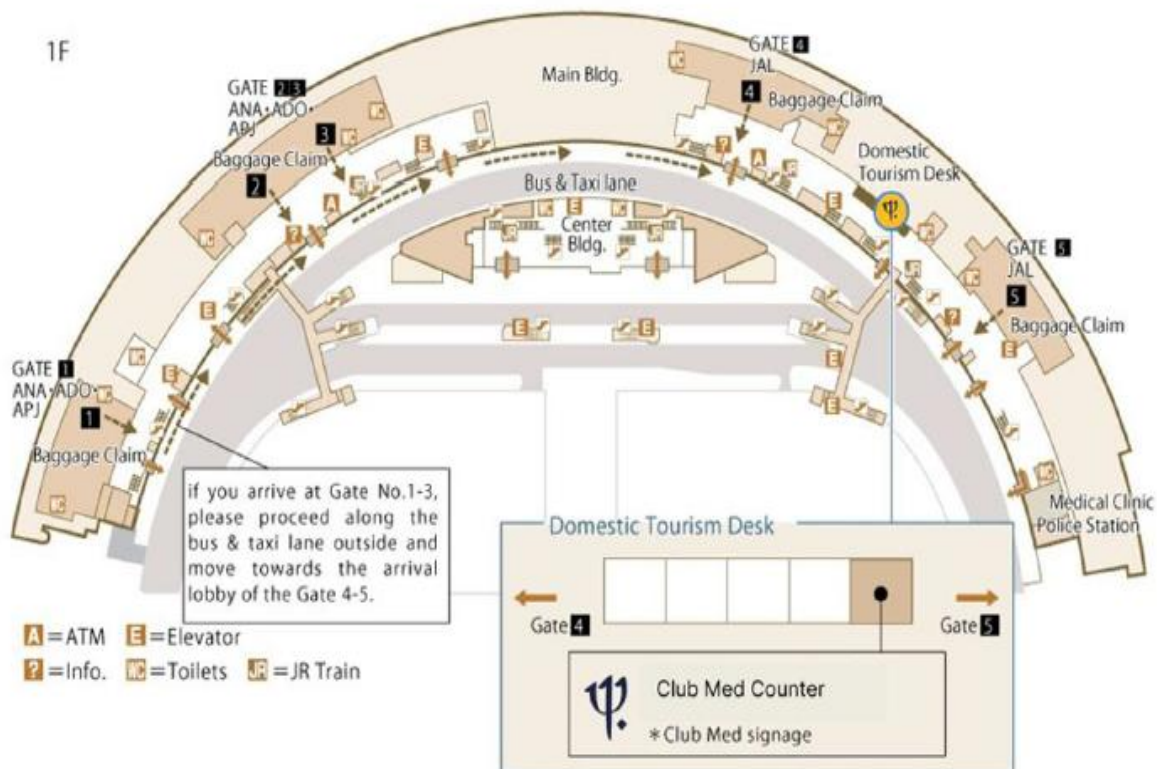 1F
GATE 2 3
ANA・ADO・
APJ
3
Baggage Claim
2
Main Bldg.
GATE 4
JAL
4
Baggage Claim
Domestic
Tourism Desk
Bus & Taxi lane
Center
Bldg.
E
JR
A
?
E
E
WC
?
A
JR
E
JR
?
E
GATE 5
JAL
5
Baggage Claim
GATE 1
ANA・ADO・
APJ
1
Baggage Claim
Medical Clinic
Police Station
if you arrive at Gate No.1-3,
please proceed along the
bus & taxi lane outside and
move towards the arrival
lobby of the Gate 4-5.
A=ATM E=Elevator
?=Info. WC=Toilets JR=JR Train
Domestic Tourism Desk
Gate 4
Gate 5
Club Med Counter
*Club Med signage